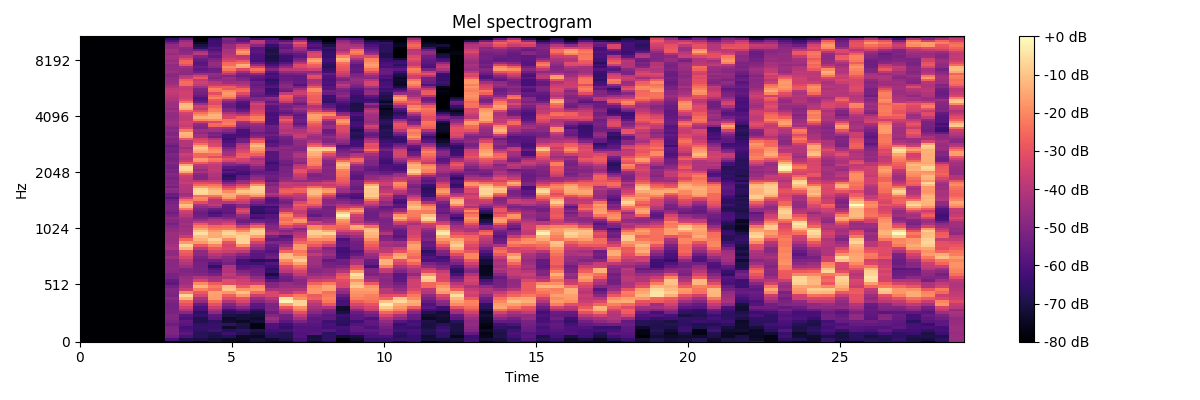 Mel spectrogram
Hz
8192
4096
2048
1024
512
0
0 5 10 15 20 25
Time
+0 dB
-10 dB
-20 dB
-30 dB
-40 dB
-50 dB
-60 dB
-70 dB
-80 dB